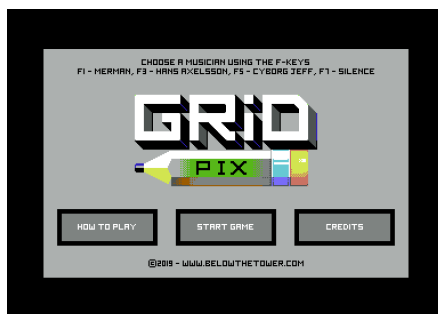 CHOOSE A MUSICIAN USING THE F-KEYS
F1 - MERMAN, F3 - HANS AXELSSON, F5 - CYBORG JEFF, F7 - SILENCE
GRID
PIX
HOW TO PLAY
START GAME
CREDITS
©2019 - WWW.BELOWTHETOWER.COM